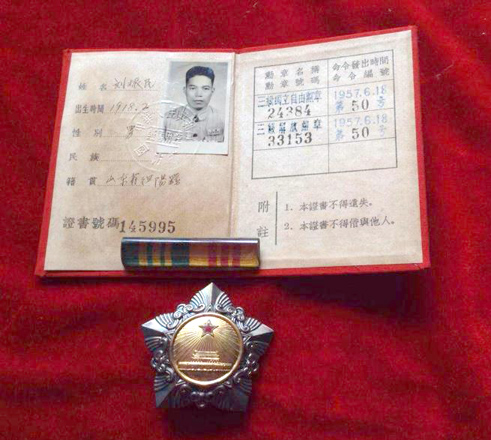 姓名 刘振民
出生時間 1918.2
性別 男
民族
籍貫 山东省
證書號碼 145995
勳章名稱
勳章號碼
命令發出時間
命令編號
三級獨立自由勳章
24384
1957.6.18
第50号
三級解放勳章
33153
1957.6.18
第50号
附註
1. 本證書不得遺失。
2. 本證書不得借與他人。